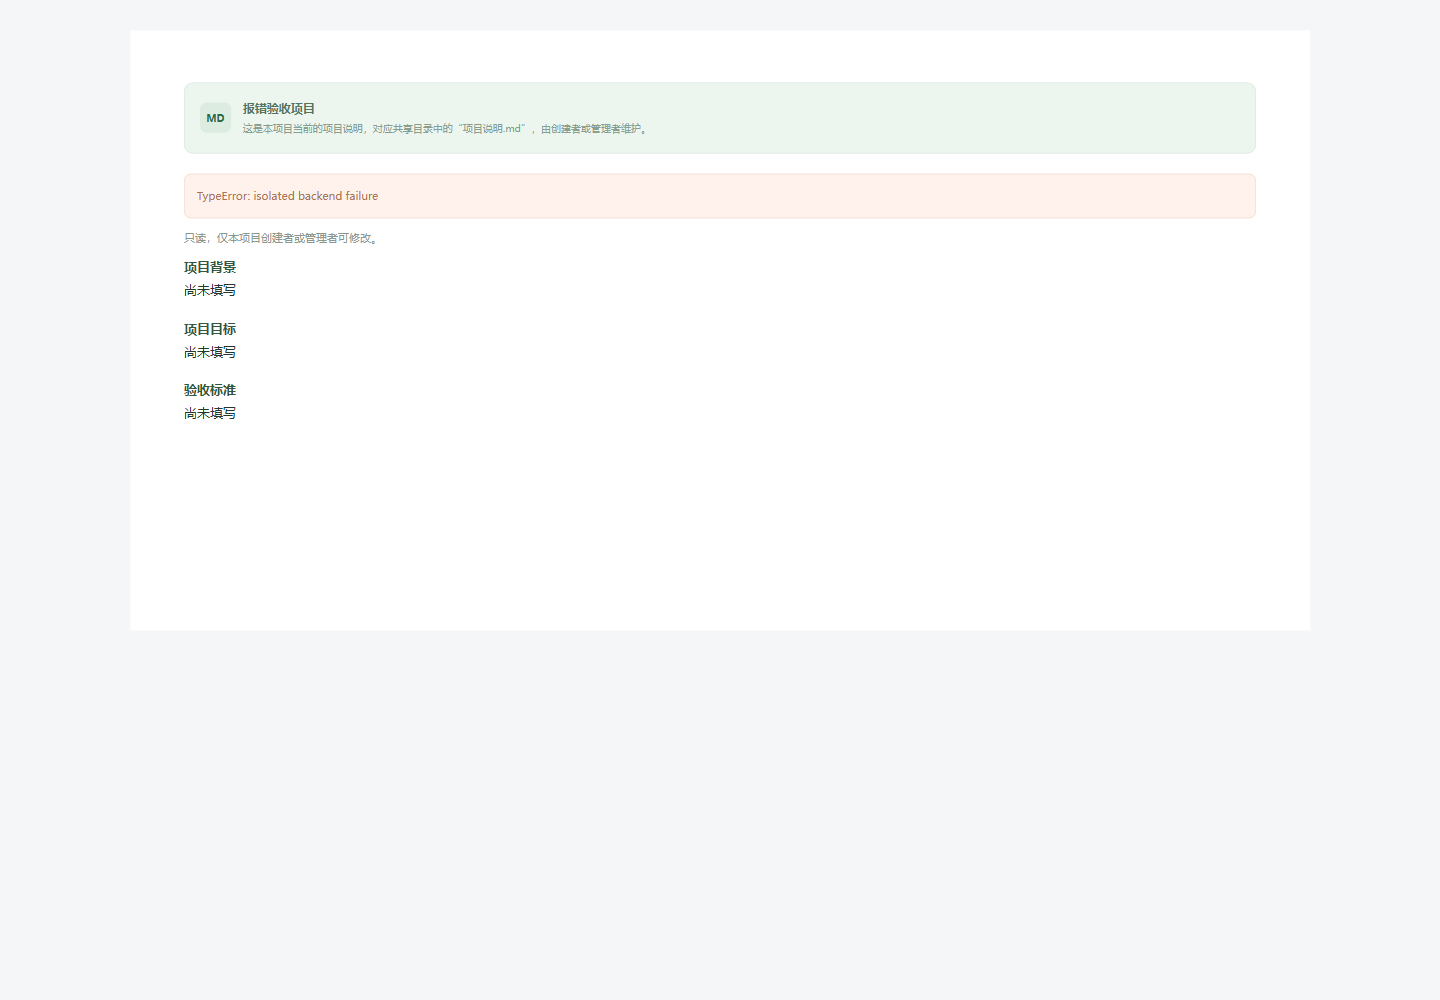 MD
报错验收项目
这是本项目当前的项目说明，对应共享目录中的“项目说明.md”，由创建者或管理者维护。
TypeError: isolated backend failure
只读，仅本项目创建者或管理者可修改。
项目背景
尚未填写
项目目标
尚未填写
验收标准
尚未填写